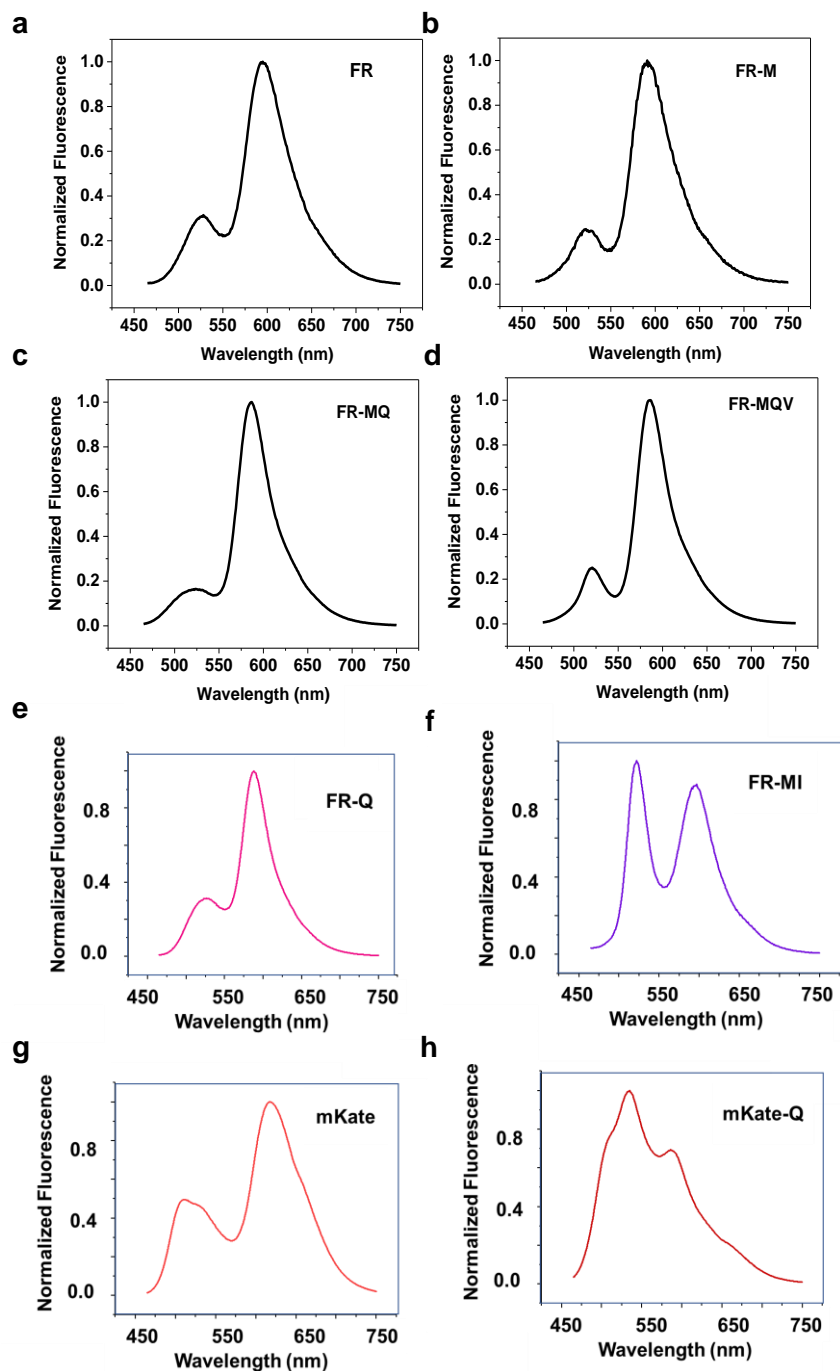 a
FR
Normalized Fluorescence
1.0
0.8
0.6
0.4
0.2
0.0
450 500 550 600 650 700 750
Wavelength (nm)
b
FR-M
Normalized Fluorescence
1.0
0.8
0.6
0.4
0.2
0.0
450 500 550 600 650 700 750
Wavelength (nm)
c
FR-MQ
Normalized Fluorescence
1.0
0.8
0.6
0.4
0.2
0.0
450 500 550 600 650 700 750
Wavelength (nm)
d
FR-MQV
Normalized Fluorescence
1.0
0.8
0.6
0.4
0.2
0.0
450 500 550 600 650 700 750
Wavelength (nm)
e
FR-Q
Normalized Fluorescence
0.8
0.4
0.0
450 550 650 750
Wavelength (nm)
f
FR-MI
Normalized Fluorescence
0.8
0.4
0.0
450 550 650 750
Wavelength (nm)
g
mKate
Normalized Fluorescence
0.8
0.4
0.0
450 550 650 750
Wavelength (nm)
h
mKate-Q
Normalized Fluorescence
0.8
0.4
0.0
450 550 650 750
Wavelength (nm)